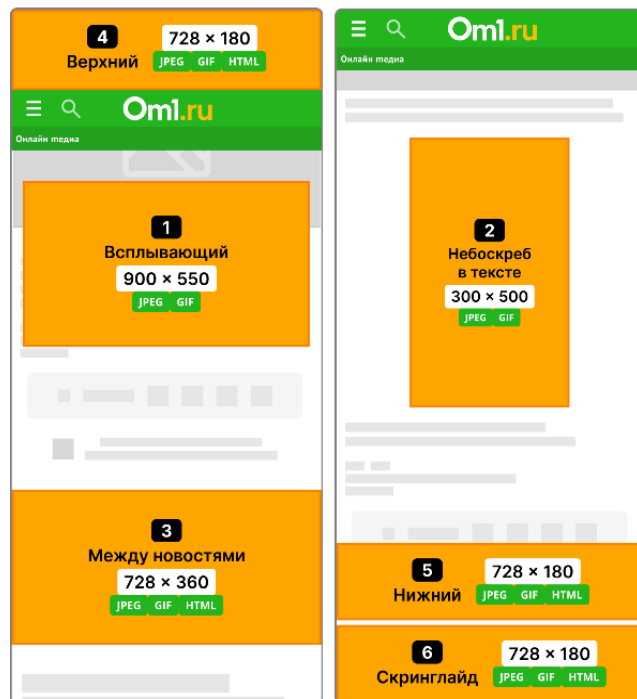 4
728 × 180
Верхний
JPEG GIF HTML
Om1.ru
Онлайн медиа
1
Всплывающий
900 × 550
JPEG GIF
3
Между новостями
728 × 360
JPEG GIF HTML
Om1.ru
Онлайн медиа
2
Небоскреб
в тексте
300 × 500
JPEG GIF
5
728 × 180
Нижний
JPEG GIF HTML
6
728 × 180
Скринглайд
JPEG GIF HTML